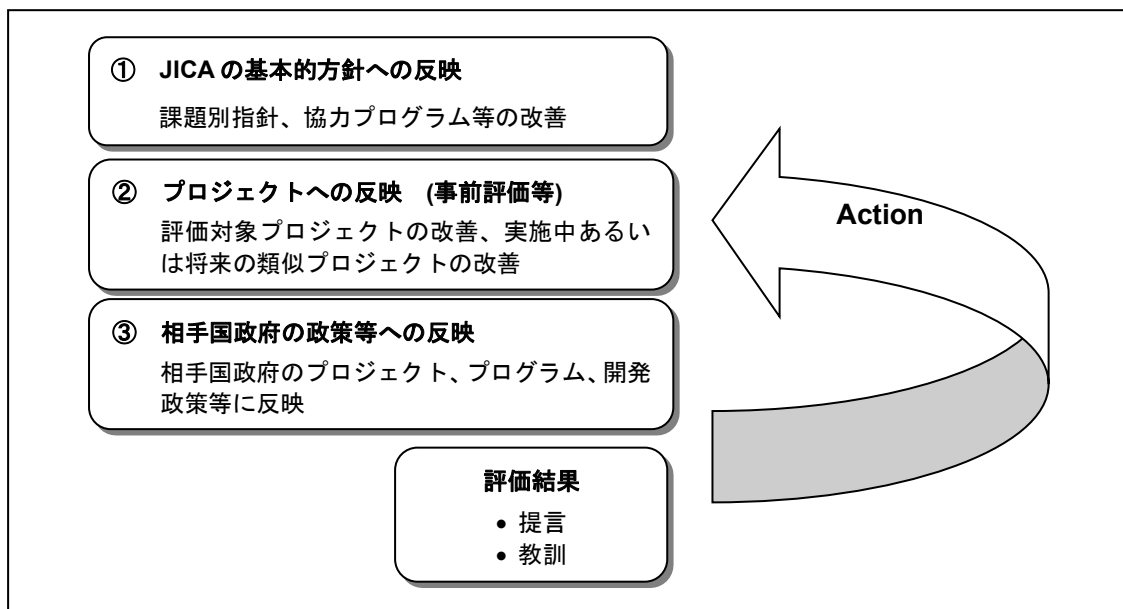 ① JICA の基本的方針への反映
課題別指針、協力プログラム等の改善
② プロジェクトへの反映 (事前評価等)
評価対象プロジェクトの改善、実施中あるい
は将来の類似プロジェクトの改善
③ 相手国政府の政策等への反映
相手国政府のプロジェクト、プログラム、開発
政策等に反映
Action
評価結果
• 提言
• 教訓